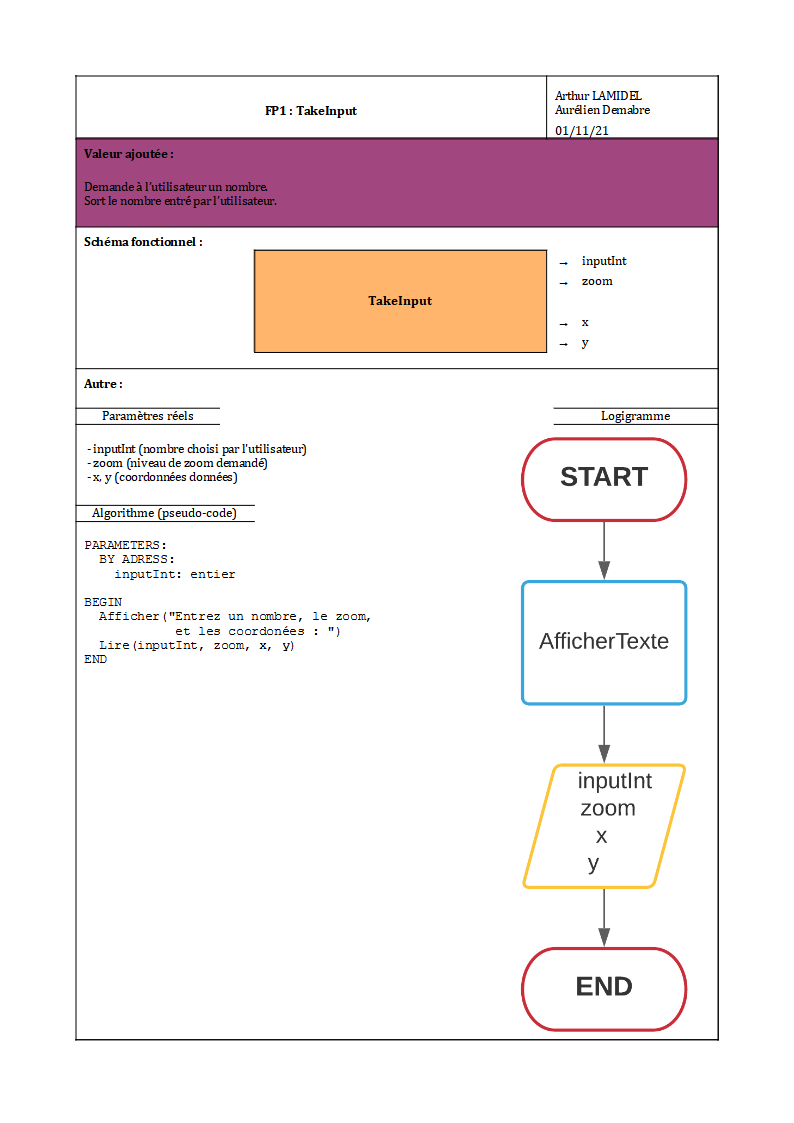 FP1 : TakeInput
Arthur LAMIDEL
Aurélien Demabre
01/11/21
Valeur ajoutée :
Demande à l'utilisateur un nombre.
Sort le nombre entré par l'utilisateur.
Schéma fonctionnel :
TakeInput
→ inputInt
→ zoom
→ x
→ y
Autre :
Paramètres réels
- inputInt (nombre choisi par l'utilisateur)
- zoom (niveau de zoom demandé)
- x, y (coordonnées données)
Algorithme (pseudo-code)
PARAMETERS:
BY ADRESS:
inputInt: entier
BEGIN
Afficher("Entrez un nombre, le zoom,
et les coordonées : ")
Lire(inputInt, zoom, x, y)
END
Logigramme
START
AfficherTexte
inputInt
zoom
x
y
END